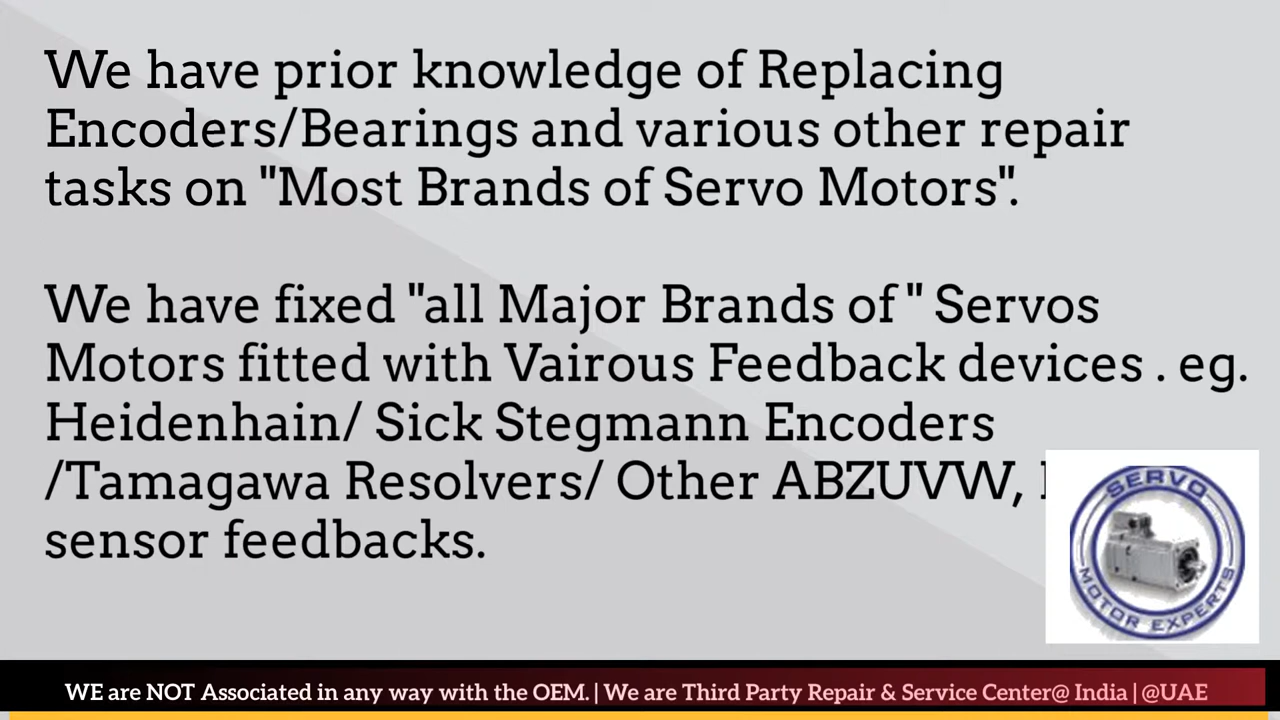 We have prior knowledge of Replacing
Encoders/Bearings and various other repair
tasks on "Most Brands of Servo Motors".
We have fixed "all Major Brands of " Servos
Motors fitted with Vairous Feedback devices . eg.
Heidenhain/ Sick Stegmann Encoders
/Tamagawa Resolvers/ Other ABZUVW,
sensor feedbacks.
SERVO
MOTOR EXPERTS
WE are NOT Associated in any way with the OEM. | We are Third Party Repair & Service Center@ India | @UAE